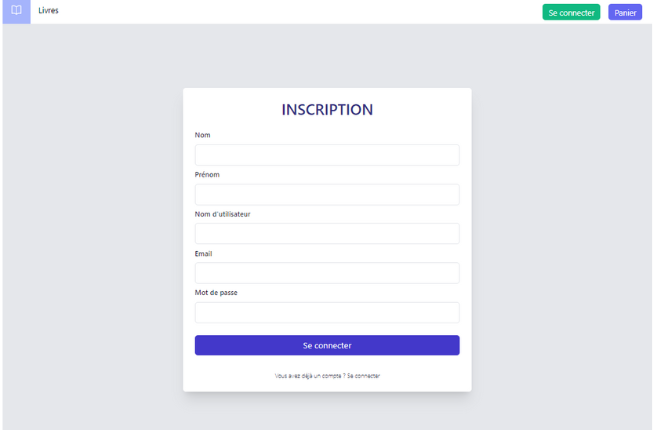 Livres
Se connecter
Panier
INSCRIPTION
Nom
Prénom
Nom d'utilisateur
Email
Mot de passe
Se connecter
Vous avez déjà un compte ? Se connecter